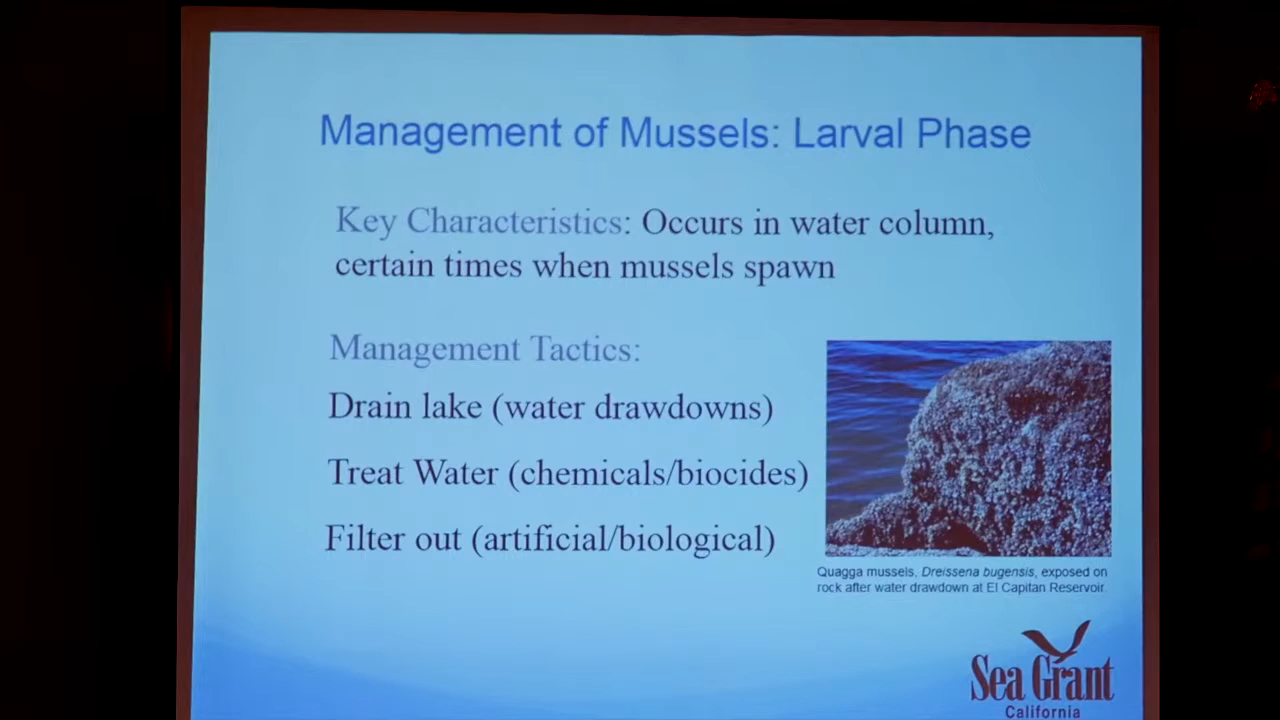 Management of Mussels: Larval Phase
Key Characteristics: Occurs in water column,
certain times when mussels spawn
Management Tactics:
Drain lake (water drawdowns)
Treat Water (chemicals/biocides)
Filter out (artificial/biological)
Quagga mussels, Dreissena bugensis, exposed on
rock after water drawdown at El Capitan Reservoir.
Sea Grant
California